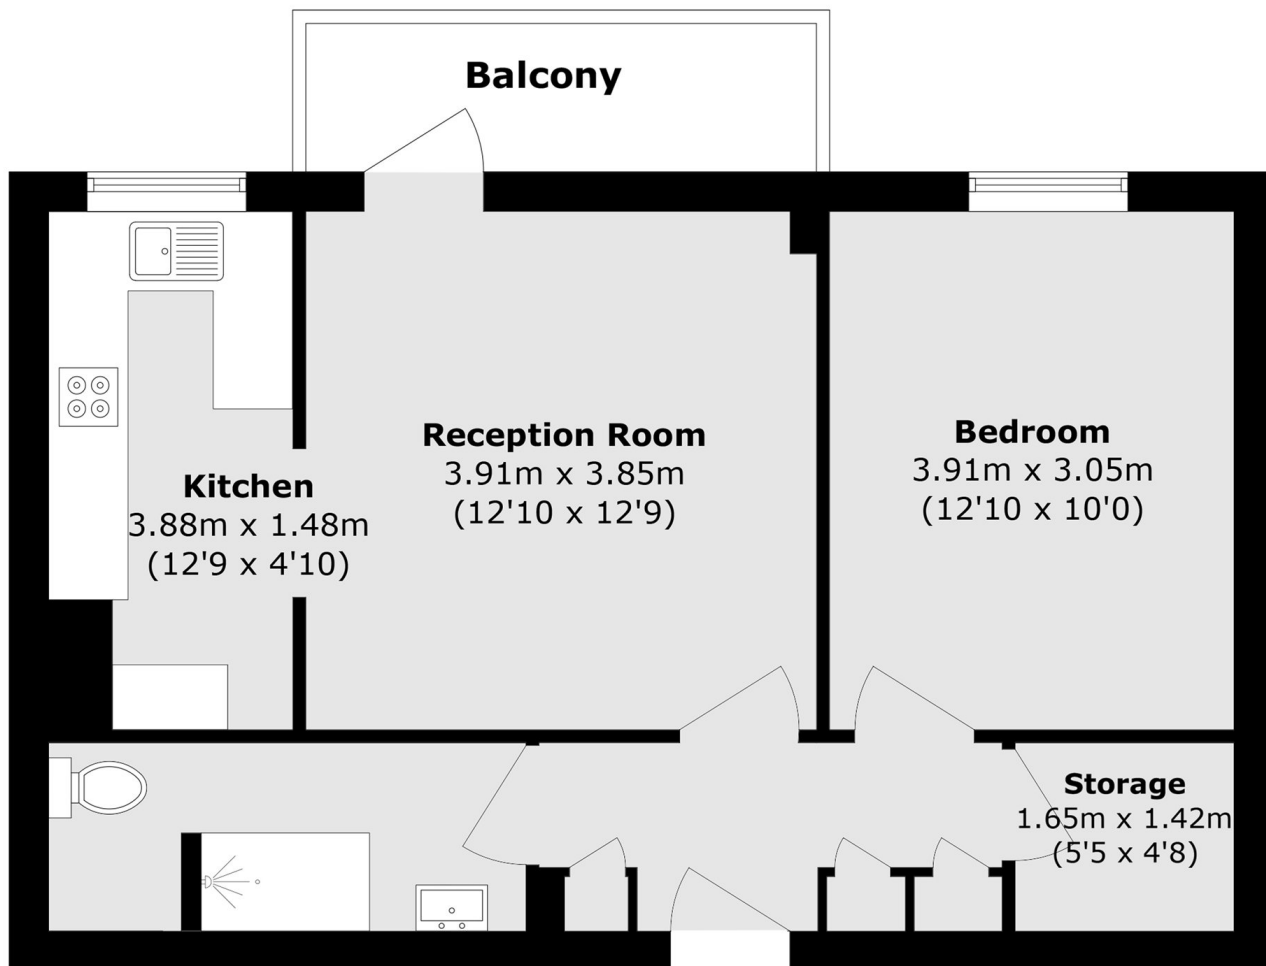 Balcony
Reception Room
3.91m x 3.85m
(12'10 x 12'9)
Bedroom
3.91m x 3.05m
(12'10 x 10'0)
Kitchen
3.88m x 1.48m
(12'9 x 4'10)
Storage
1.65m x 1.42m
(5'5 x 4'8)